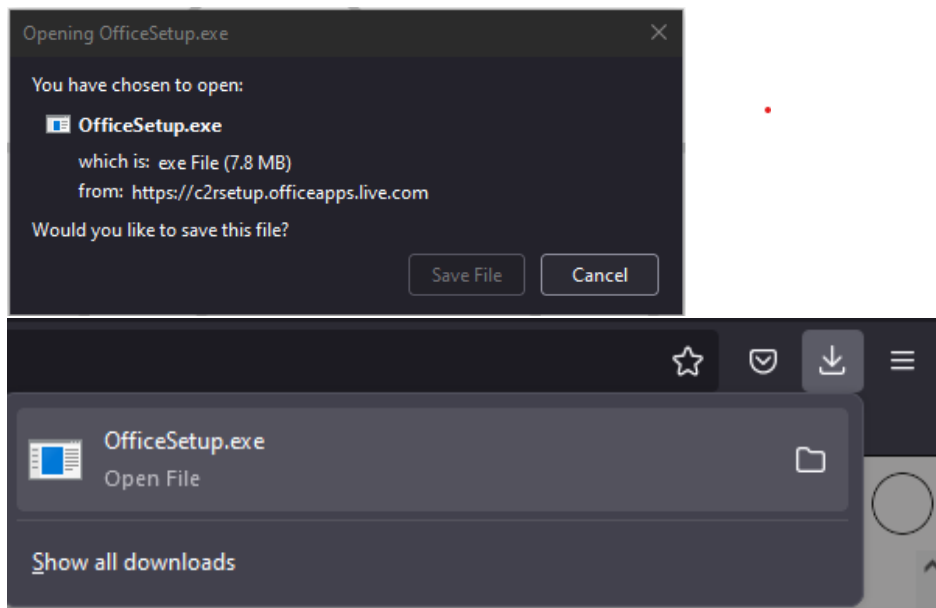 Opening OfficeSetup.exe
You have chosen to open:
OfficeSetup.exe
which is: exe File (7.8 MB)
from: https://c2rsetup.officeapps.live.com
Would you like to save this file?
Save File Cancel
OfficeSetup.exe
Open File
Show all downloads